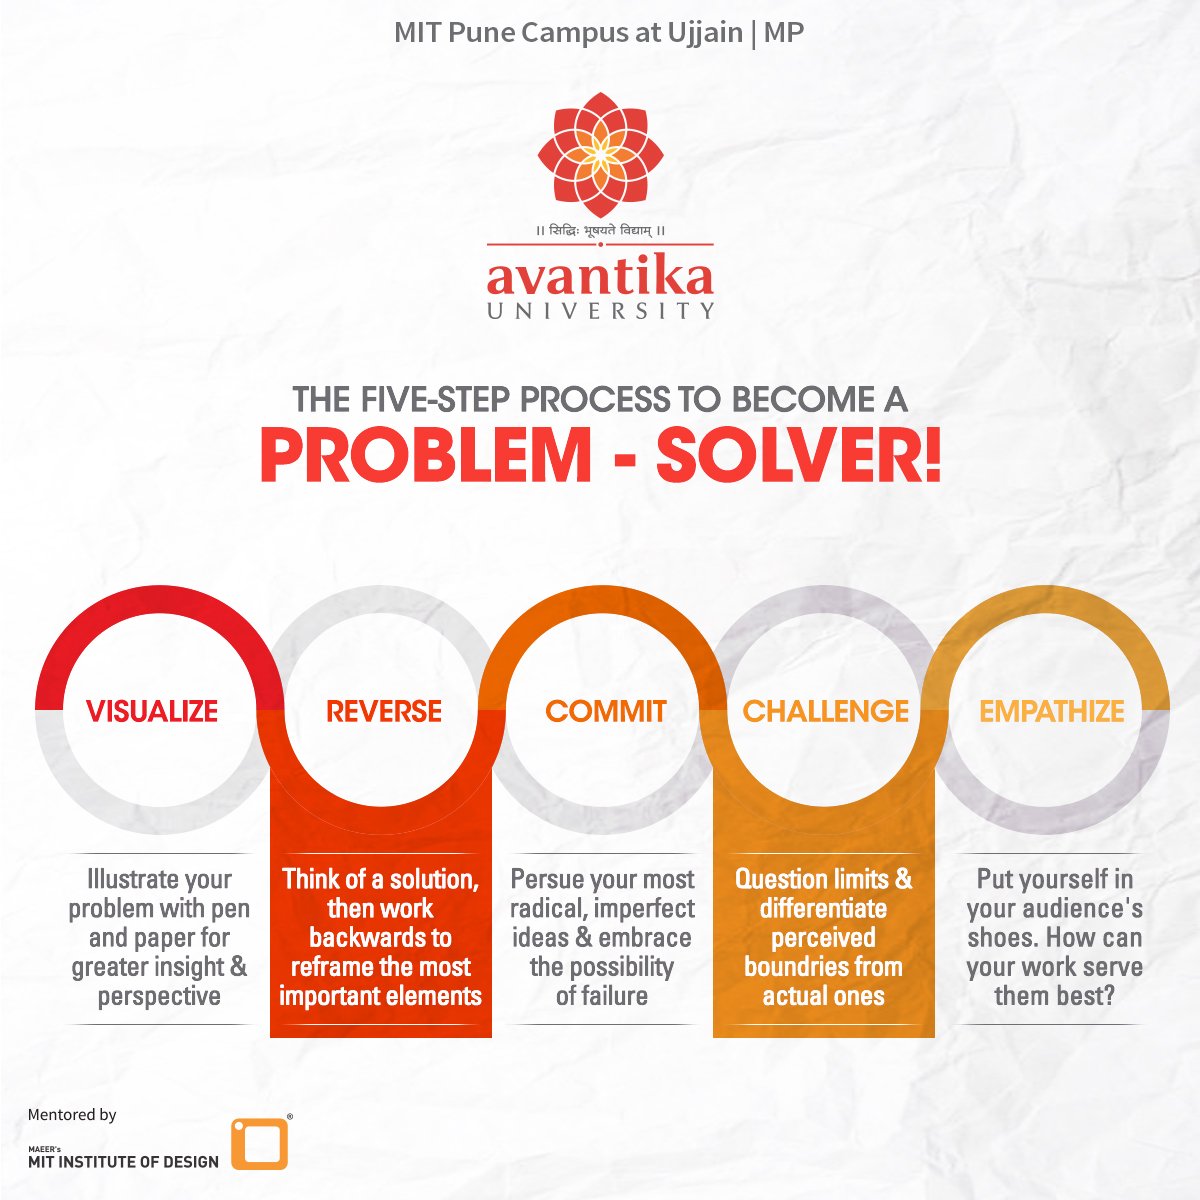 MIT Pune Campus at Ujjain | MP
॥ सिद्धिः भूषयते विद्याम् ॥
avantika
UNIVERSITY
THE FIVE-STEP PROCESS TO BECOME A
PROBLEM - SOLVER!
VISUALIZE
Illustrate your
problem with pen
and paper for
greater insight &
perspective
REVERSE
Think of a solution,
then work
backwards to
reframe the most
important elements
COMMIT
Persue your most
radical, imperfect
ideas & embrace
the possibility
of failure
CHALLENGE
Question limits &
differentiate
perceived
boundries from
actual ones
EMPATHIZE
Put yourself in
your audience's
shoes. How can
your work serve
them best?
Mentored by
MAEER's
MIT INSTITUTE OF DESIGN
®